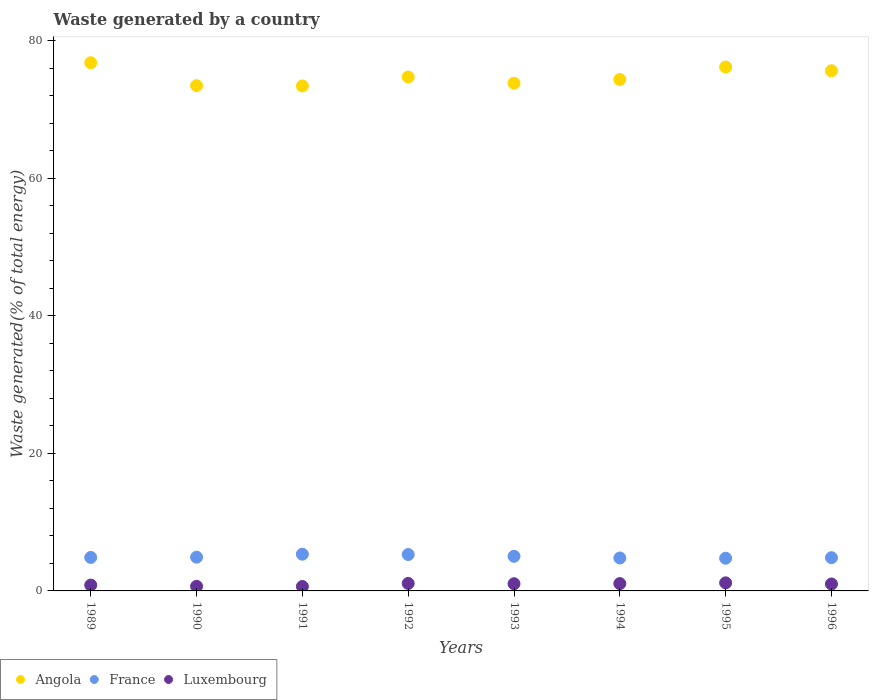 Waste generated by a country
Waste generated(% of total energy)
80
60
40
20
0
1989
1990
1991
1992
1993
1994
1995
1996
Years
Angola
France
Luxembourg